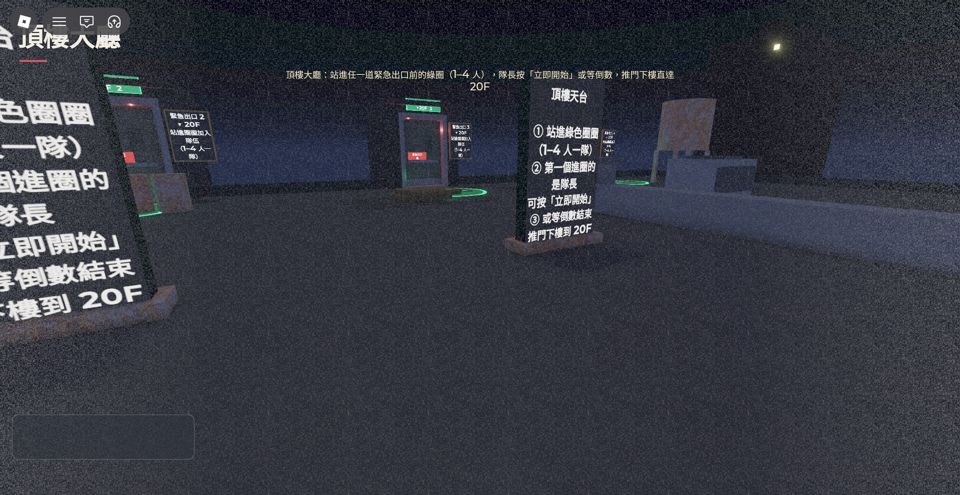 頂樓大廳
頂樓大廳：站進任一道緊急出口前的綠圈（1–4 人），隊長按「立即開始」或等倒數，推門下樓直達
20F
色圈圈
一隊）
個進圈的
隊長
立即開始」
等倒數結束
樓到 20F
緊急出口 2
▼ 20F
站進圈圈加入
隊伍
（1–4 人一
隊）
緊急出口 3
▼ 20F
頂樓天台
① 站進綠色圈圈
（1–4 人一隊）
② 第一個進圈的
是隊長
可按「立即開始」
③ 或等倒數結束
推門下樓到 20F